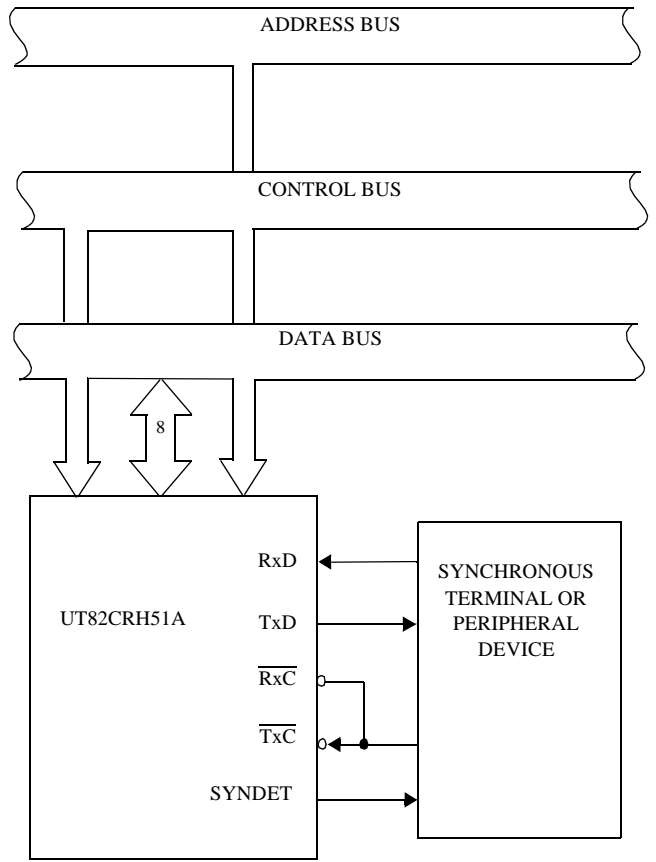 ADDRESS BUS
CONTROL BUS
DATA BUS
8
UT82CRH51A
RxD
TxD
RxC
TxC
SYNDET
SYNCHRONOUS
TERMINAL OR
PERIPHERAL
DEVICE